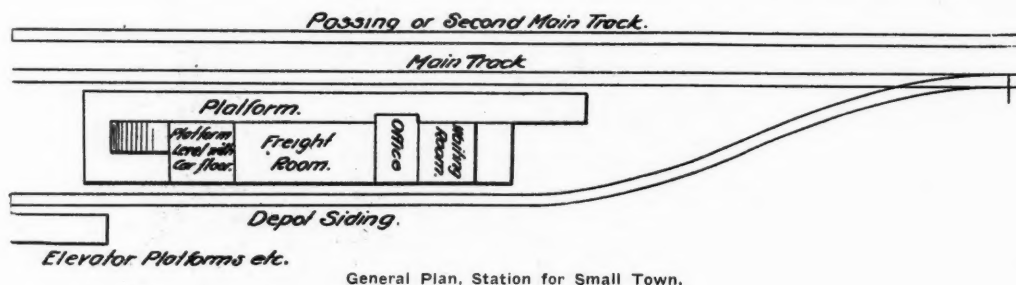 Passing or Second Main Track.
Main Track
Platform.
Platform
Level with
Car floor.
Freight
Room.
Office
Waiting
Room.
Depot Siding.
Elevator Platforms etc.
General Plan, Station for Small Town.